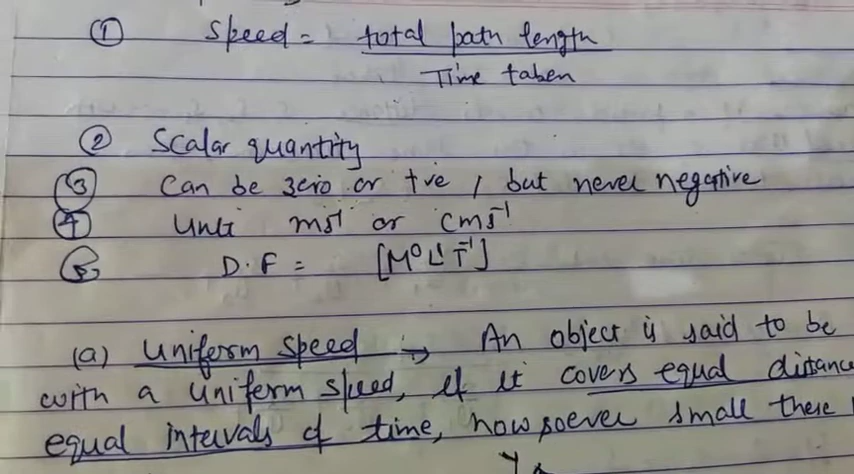 ① Speed = total path length
Time taken
② Scalar quantity
③ Can be zero or +ve, but never negative
④ Unit ms⁻¹ or cms⁻¹
⑤ D.F = [M⁰L¹T⁻¹]
(a) Uniform speed → An object is said to be
with a uniform speed, if it covers equal distance
equal intervals of time, howsoever small these
Y